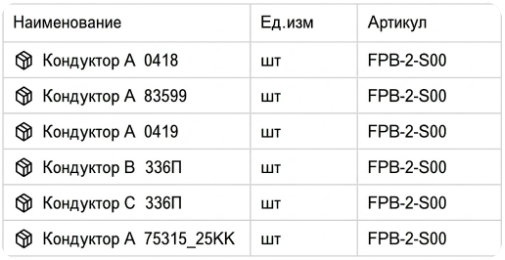 Наименование Ед.изм Артикул
Кондуктор А 0418 шт FPB-2-S00
Кондуктор А 83599 шт FPB-2-S00
Кондуктор А 0419 шт FPB-2-S00
Кондуктор В 336П шт FPB-2-S00
Кондуктор С 336П шт FPB-2-S00
Кондуктор А 75315_25КК шт FPB-2-S00